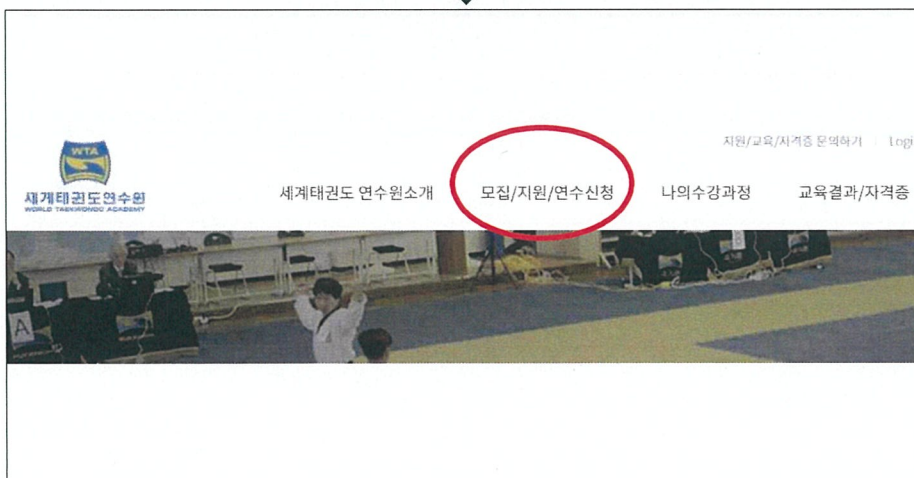 지원/교육/자격증 문의하기
WTA
세계태권도연수원
WORLD TAEKWONDO ACADEMY
세계태권도 연수원소개 모집/지원/연수신청 나의수강과정 교육결과/자격증
A